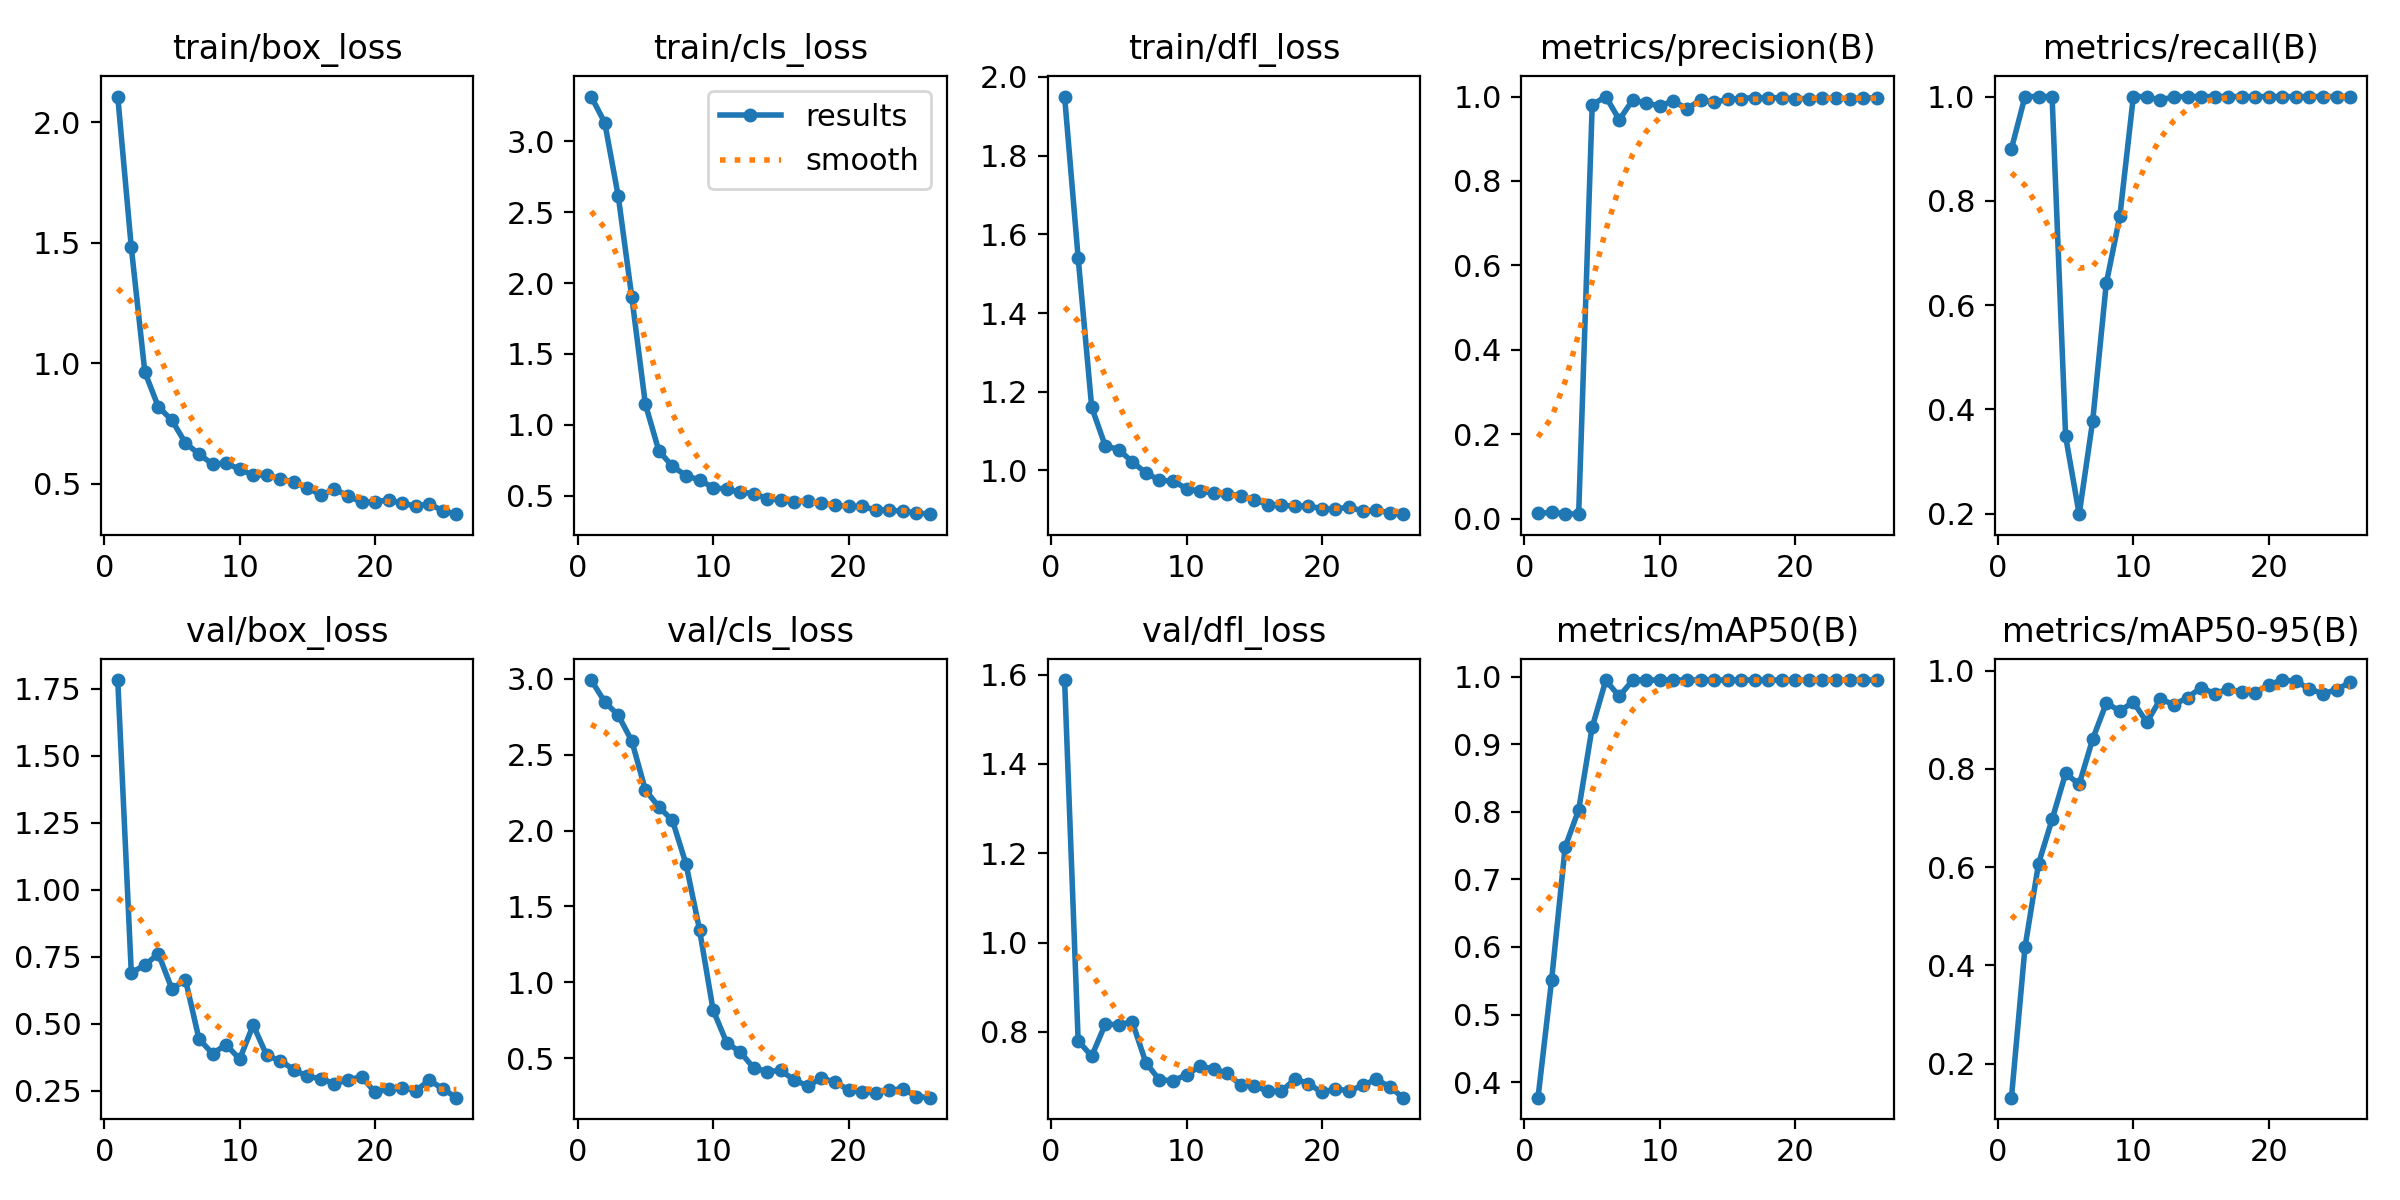 train/box_loss
2.0
1.5
1.0
0.5
0 10 20
train/cls_loss
results
smooth
3.0
2.5
2.0
1.5
1.0
0.5
0 10 20
train/dfl_loss
2.0
1.8
1.6
1.4
1.2
1.0
0 10 20
metrics/precision(B)
1.0
0.8
0.6
0.4
0.2
0.0
0 10 20
metrics/recall(B)
1.0
0.8
0.6
0.4
0.2
0 10 20
val/box_loss
1.75
1.50
1.25
1.00
0.75
0.50
0.25
0 10 20
val/cls_loss
3.0
2.5
2.0
1.5
1.0
0.5
0 10 20
val/dfl_loss
1.6
1.4
1.2
1.0
0.8
0 10 20
metrics/mAP50(B)
1.0
0.9
0.8
0.7
0.6
0.5
0.4
0 10 20
metrics/mAP50-95(B)
1.0
0.8
0.6
0.4
0.2
0 10 20